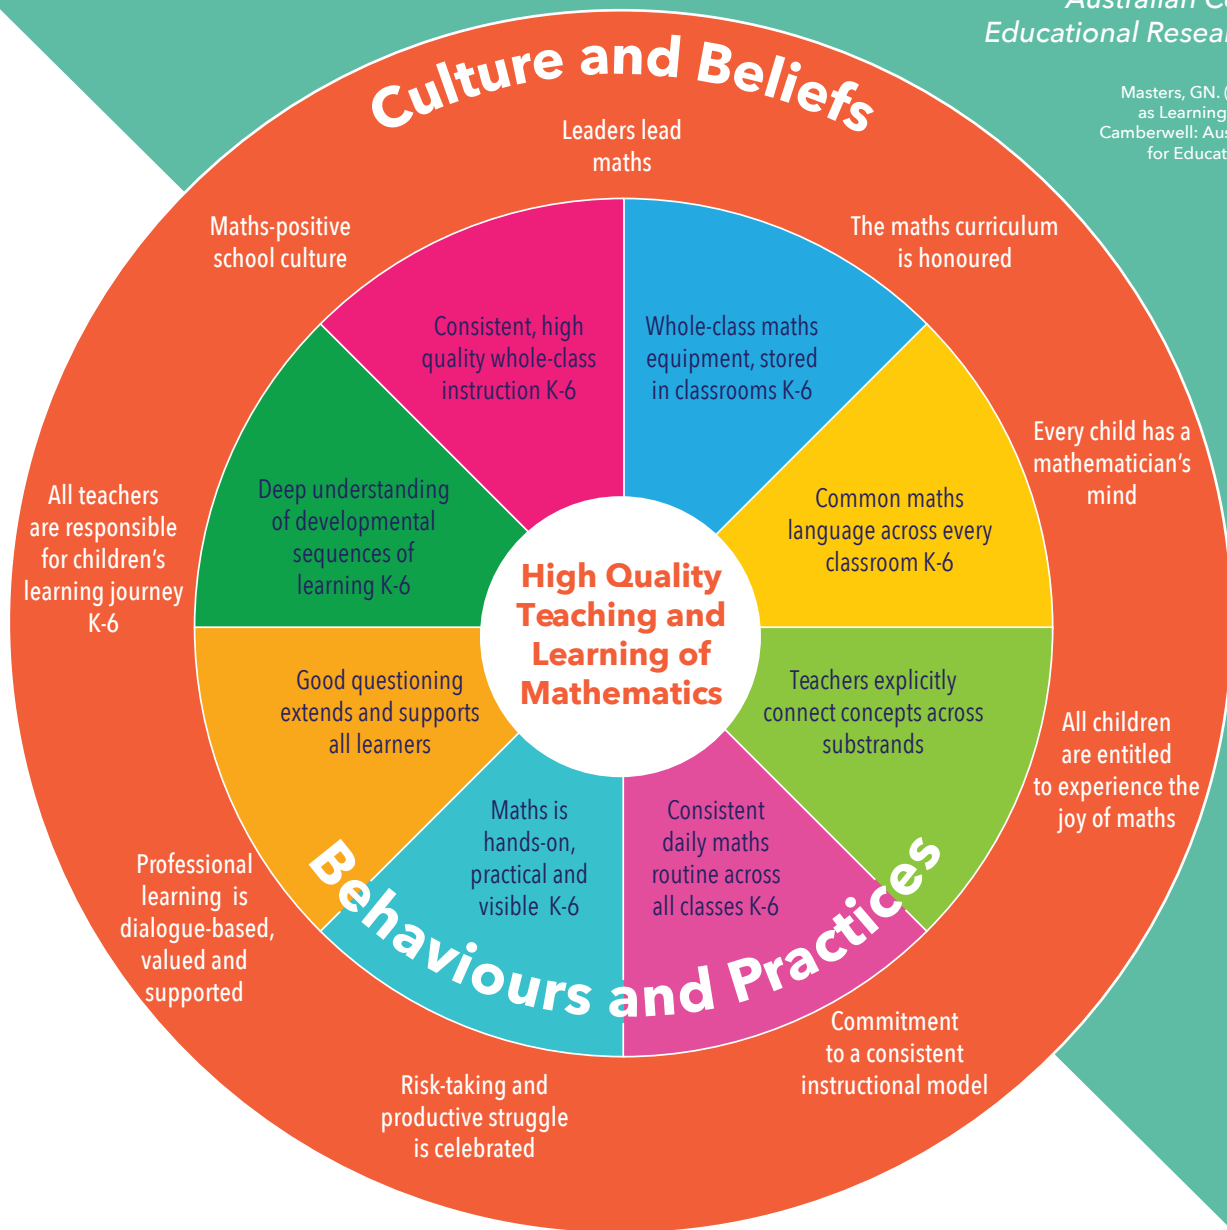 Australian
Educational
Masters, GN.
as Learning
Camberwell:
for
Culture and Beliefs
Leaders lead
maths
Maths-positive
school culture
The maths curriculum
is honoured
Every child has a
mathematician's
mind
All children
are entitled
to experience the
joy of maths
Commitment
to a consistent
instructional model
Risk-taking and
productive struggle
is celebrated
Professional
learning is
dialogue-based,
valued and
supported
All teachers
are responsible
for children's
learning journey
K-6
Consistent, high
quality whole-class
instruction K-6
Whole-class maths
equipment, stored
in classrooms K-6
Common maths
language across every
classroom K-6
Teachers explicitly
connect concepts across
substrands
Consistent
daily maths
routine across
all classes K-6
Maths is
hands-on,
practical and
visible K-6
Good questioning
extends and supports
all learners
Deep understanding
of developmental
sequences of
learning K-6
High Quality
Teaching and
Learning of
Mathematics
Behaviours and Practices